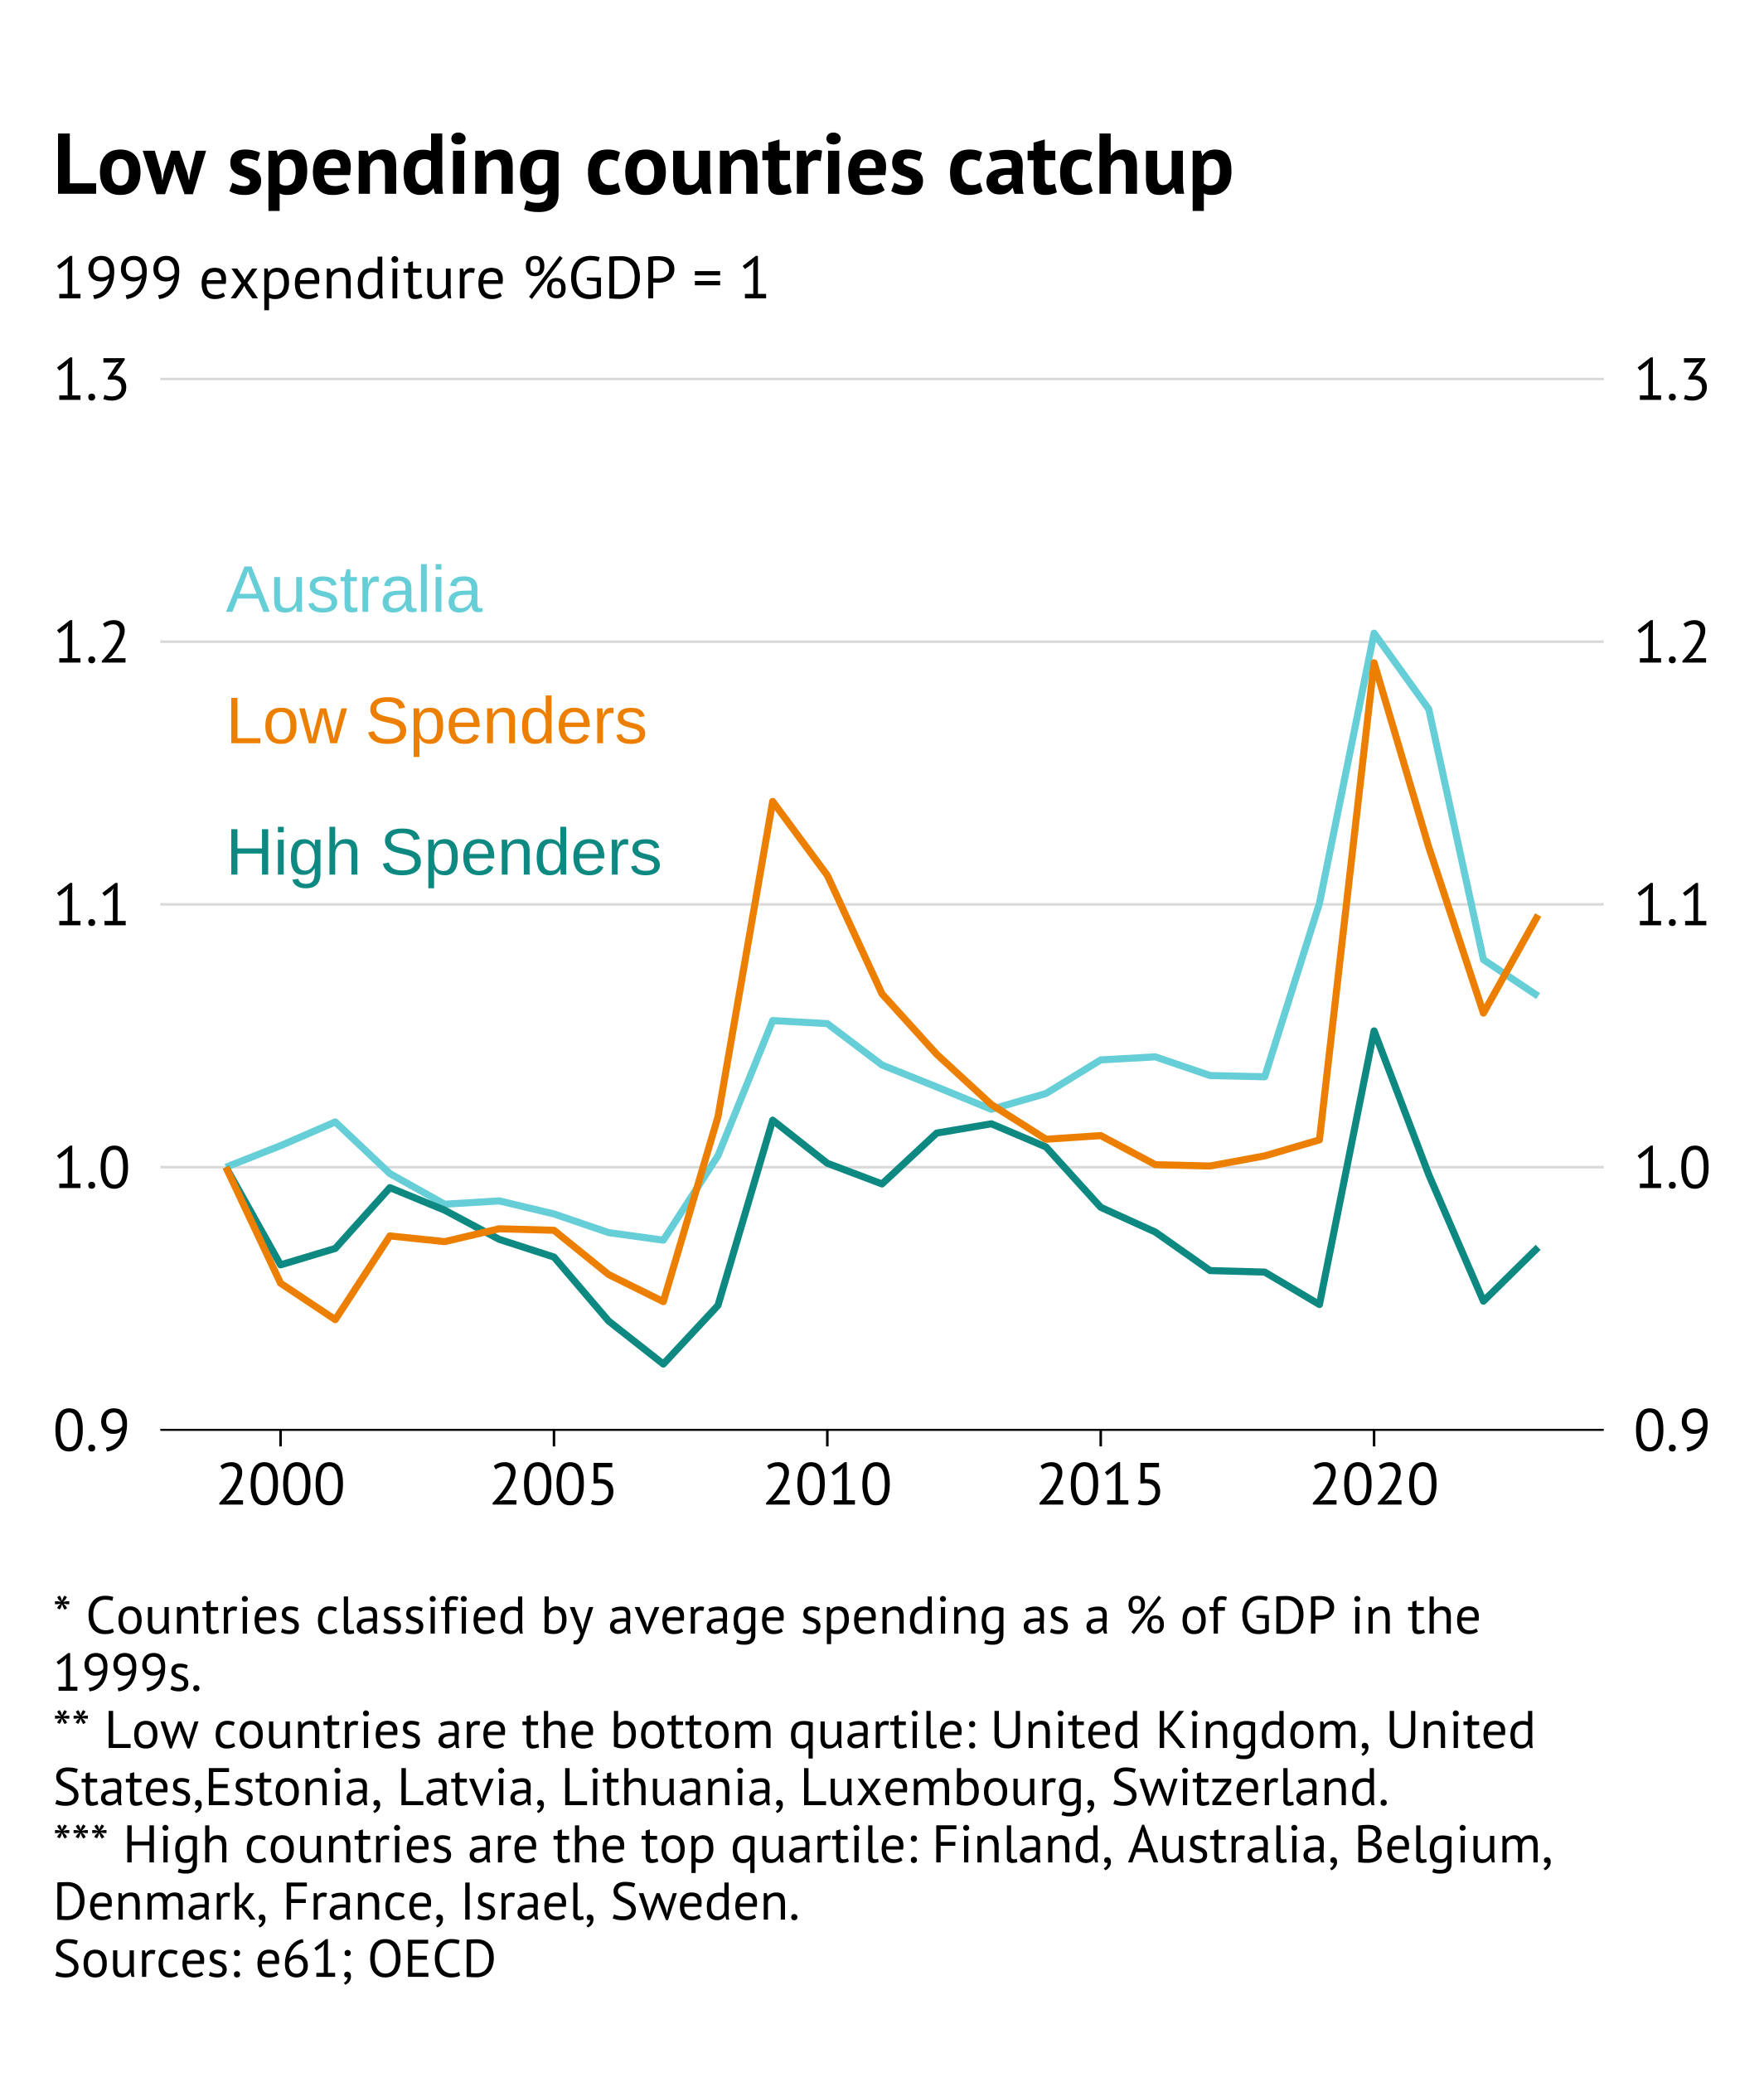 Low spending countries catchup
1999 expenditure %GDP = 1
1.3 1.3
Australia
1.2 1.2
Low Spenders
High Spenders
1.1 1.1
1.0 1.0
0.9 0.9
2000 2005 2010 2015 2020
* Countries classified by average spending as a % of GDP in the
1999s.
** Low countries are the bottom quartile: United Kingdom, United
States,Estonia, Latvia, Lithuania, Luxembourg, Switzerland.
*** High countries are the top quartile: Finland, Australia, Belgium,
Denmark, France, Israel, Sweden.
Sources: e61; OECD